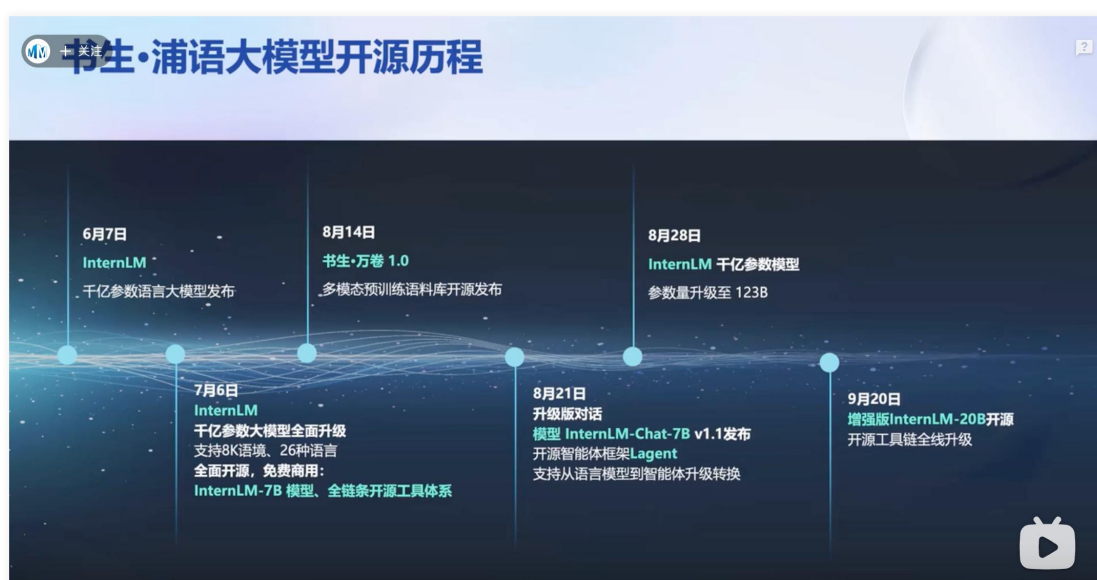 书生·浦语大模型开源历程
+ 关注
?
6月7日
InternLM
千亿参数语言大模型发布
8月14日
书生·万卷 1.0
多模态预训练语料库开源发布
8月28日
InternLM 千亿参数模型
参数量升级至 123B
7月6日
InternLM
千亿参数大模型全面升级
支持8K语境、26种语言
全面开源，免费商用：
InternLM-7B 模型、全链条开源工具体系
8月21日
升级版对话
模型 InternLM-Chat-7B v1.1发布
开源智能体框架Lagent
支持从语言模型到智能体升级转换
9月20日
增强版InternLM-20B开源
开源工具链全线升级